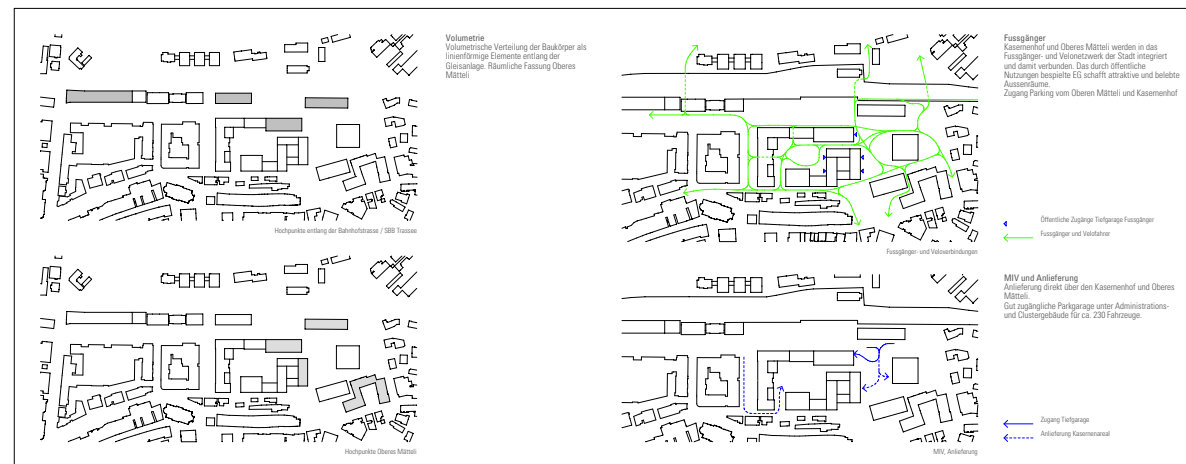 Volumetrie
Volumetrische Verteilung der Baukörper als
linienförmige Elemente entlang der
Gleisanlage. Räumliche Fassung Oberes
Mätteli
Hochpunkte entlang der Bahnhofstrasse / SBB Trassee
Hochpunkte Oberes Mätteli
Fussgänger
Kasernenhof und Oberes Mätteli werden in das
Fussgänger- und Velonetzwerk der Stadt integriert
und damit verbunden. Das durch öffentliche
Nutzungen bespielte EG schafft attraktive und belebte
Aussenräume.
Zugang Parking vom Oberen Mätteli und Kasernenhof
Öffentliche Zugänge Tiefgarage Fussgänger
Fussgänger und Velofahrer
Fussgänger- und Veloverbindungen
MIV und Anlieferung
Anlieferung direkt über den Kasernenhof und Oberes
Mätteli.
Gut zugängliche Parkgarage unter Administrations-
und Clustergebäude für ca. 230 Fahrzeuge.
Zugang Tiefgarage
Anlieferung Kasernenareal
MIV, Anlieferung